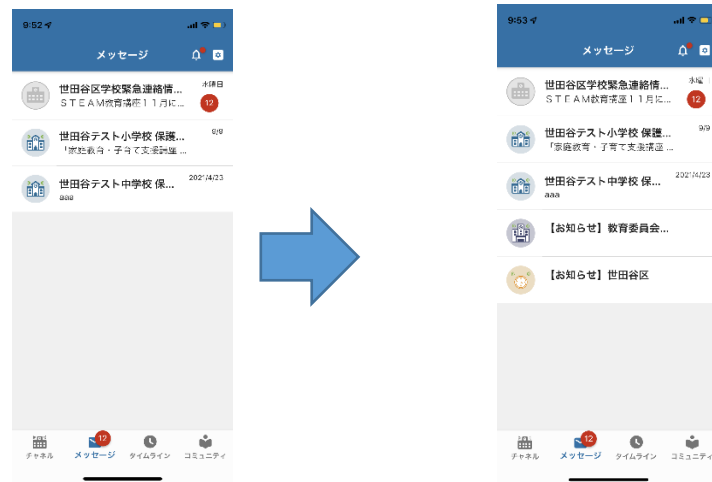 9:52
メッセージ
世田谷区学校緊急連絡情...
水曜日
STEAM教育講座11月に...
12
世田谷テスト小学校 保護...
9/9
「家庭教育・子育て支援講座 ...
世田谷テスト中学校 保...
2021/4/23
aaa
チャネル
メッセージ
12
タイムライン
コミュニティ
9:53
メッセージ
世田谷区学校緊急連絡情...
水曜
STEAM教育講座11月に...
12
世田谷テスト小学校 保護...
9/9
「家庭教育・子育て支援講座 ...
世田谷テスト中学校 保...
2021/4/23
aaa
【お知らせ】教育委員会...
【お知らせ】世田谷区
チャネル
メッセージ
12
タイムライン
コミュニティ